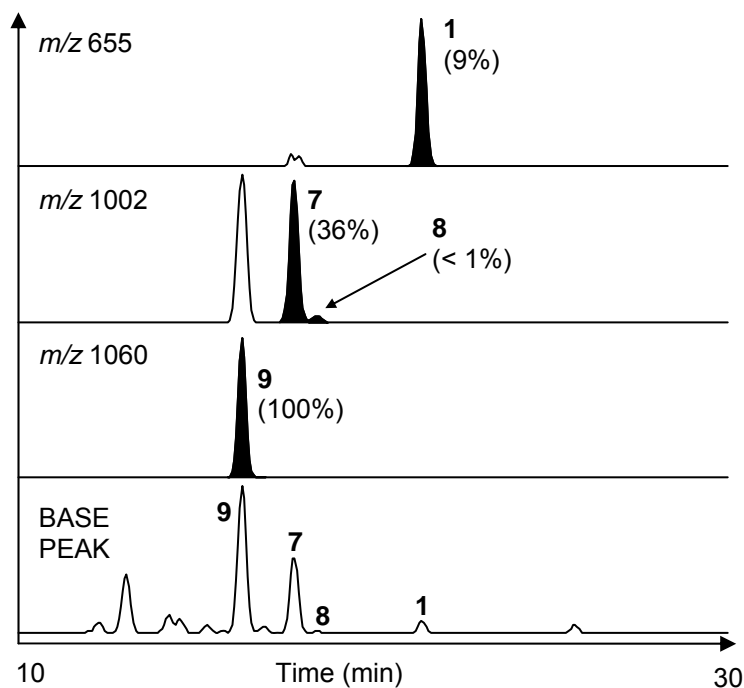 m/z 655
1
(9%)
m/z 1002
7
(36%)
8
(< 1%)
m/z 1060
9
(100%)
BASE
PEAK
9
7
8
1
10
Time (min)
30